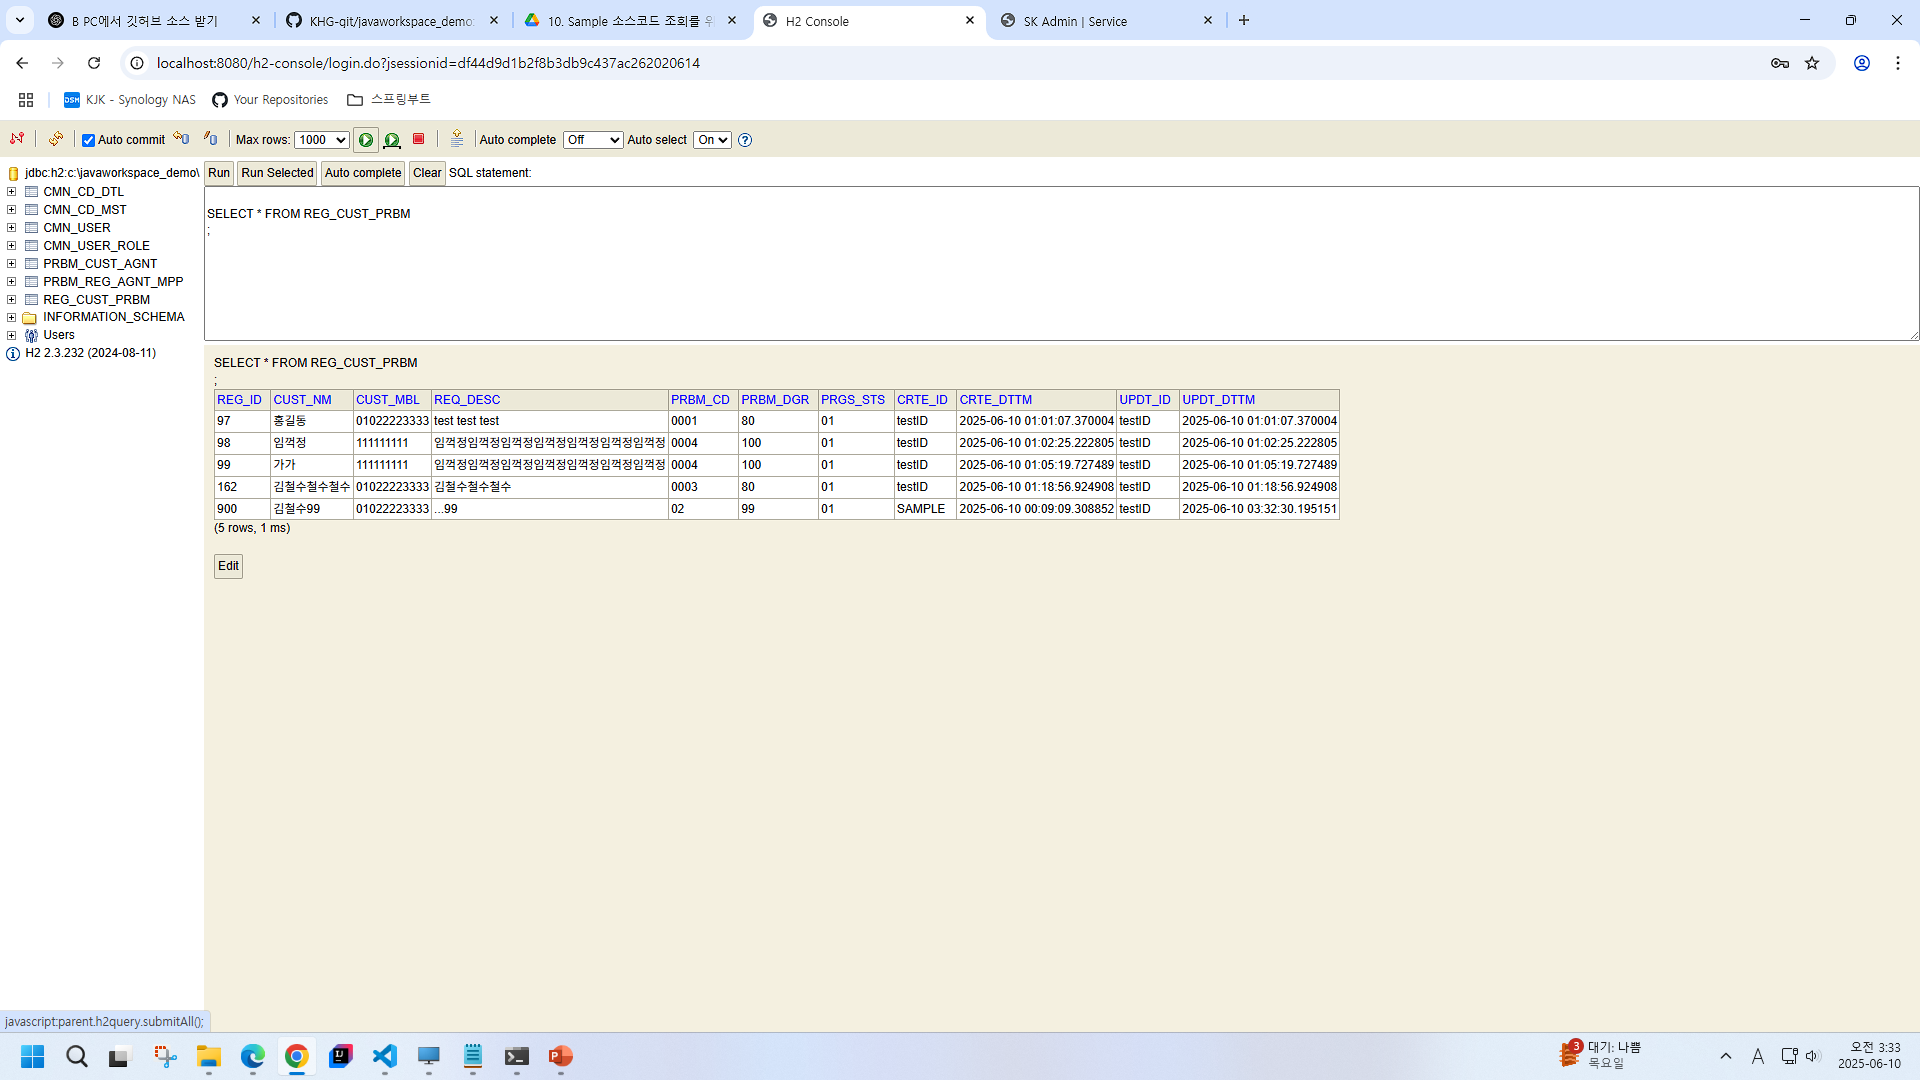 B PC에서 깃허브 소스 받기
KHG-git/javaworkspace_demo
10. Sample 소스코드 조회를 위
H2 Console
SK Admin | Service
localhost:8080/h2-console/login.do?jsessionid=df44d9d1b2f8b3db9c437ac262020614
KJK - Synology NAS
Your Repositories
스프링부트
Auto commit
Max rows: 1000
Auto complete Off
Auto select On
jdbc:h2:c:\javaworkspace_demo\
CMN_CD_DTL
CMN_CD_MST
CMN_USER
CMN_USER_ROLE
PRBM_CUST_AGNT
PRBM_REG_AGNT_MPP
REG_CUST_PRBM
INFORMATION_SCHEMA
Users
H2 2.3.232 (2024-08-11)
Run Run Selected Auto complete Clear SQL statement:
SELECT * FROM REG_CUST_PRBM
;
SELECT * FROM REG_CUST_PRBM
;
REG_ID CUST_NM CUST_MBL REQ_DESC PRBM_CD PRBM_DGR PRGS_STS CRTE_ID CRTE_DTTM UPDT_ID UPDT_DTTM
97 홍길동 01022223333 test test test 0001 80 01 testID 2025-06-10 01:01:07.370004 testID 2025-06-10 01:01:07.370004
98 임꺽정 111111111 임꺽정임꺽정임꺽정임꺽정임꺽정임꺽정임꺽정 0004 100 01 testID 2025-06-10 01:02:25.222805 testID 2025-06-10 01:02:25.222805
99 가가 111111111 임꺽정임꺽정임꺽정임꺽정임꺽정임꺽정임꺽정 0004 100 01 testID 2025-06-10 01:05:19.727489 testID 2025-06-10 01:05:19.727489
162 김철수철수철수 01022223333 김철수철수철수 0003 80 01 testID 2025-06-10 01:18:56.924908 testID 2025-06-10 01:18:56.924908
900 김철수99 01022223333 ...99 02 99 01 SAMPLE 2025-06-10 00:09:09.308852 testID 2025-06-10 03:32:30.195151
(5 rows, 1 ms)
Edit
javascript:parent.h2query.submitAll();
3
대기: 나쁨
목요일
A
오전 3:33
2025-06-10